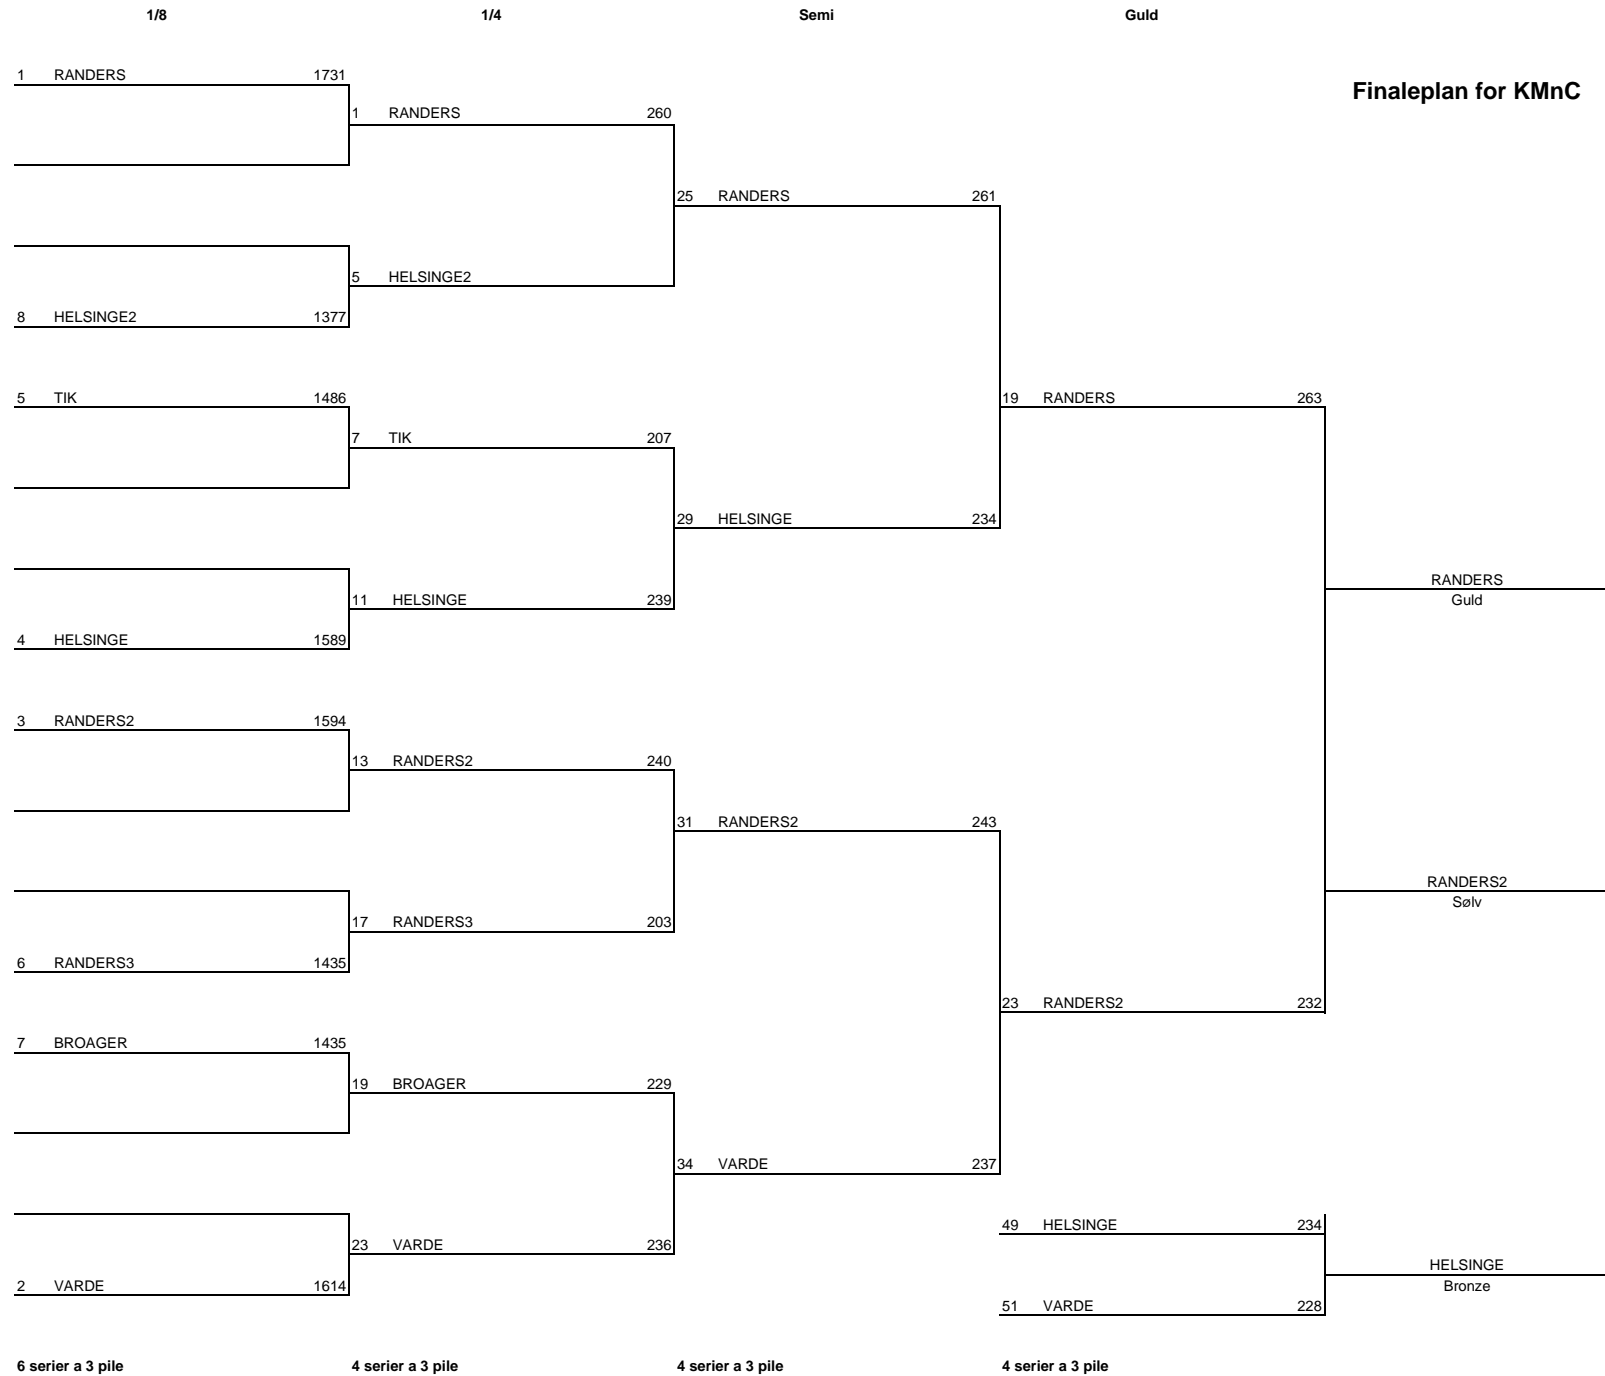 1/8 1/4 Semi Guld
Finaleplan for KMnC
1 RANDERS 1731
1 RANDERS 260
25 RANDERS 261
5 HELSINGE2
8 HELSINGE2 1377
5 TIK 1486
19 RANDERS 263
7 TIK 207
29 HELSINGE 234
RANDERS
Guld
11 HELSINGE 239
4 HELSINGE 1589
3 RANDERS2 1594
13 RANDERS2 240
31 RANDERS2 243
RANDERS2
Sølv
17 RANDERS3 203
6 RANDERS3 1435
23 RANDERS2 232
7 BROAGER 1435
19 BROAGER 229
34 VARDE 237
49 HELSINGE 234
23 VARDE 236
HELSINGE
Bronze
2 VARDE 1614
51 VARDE 228
6 serier a 3 pile 4 serier a 3 pile 4 serier a 3 pile 4 serier a 3 pile